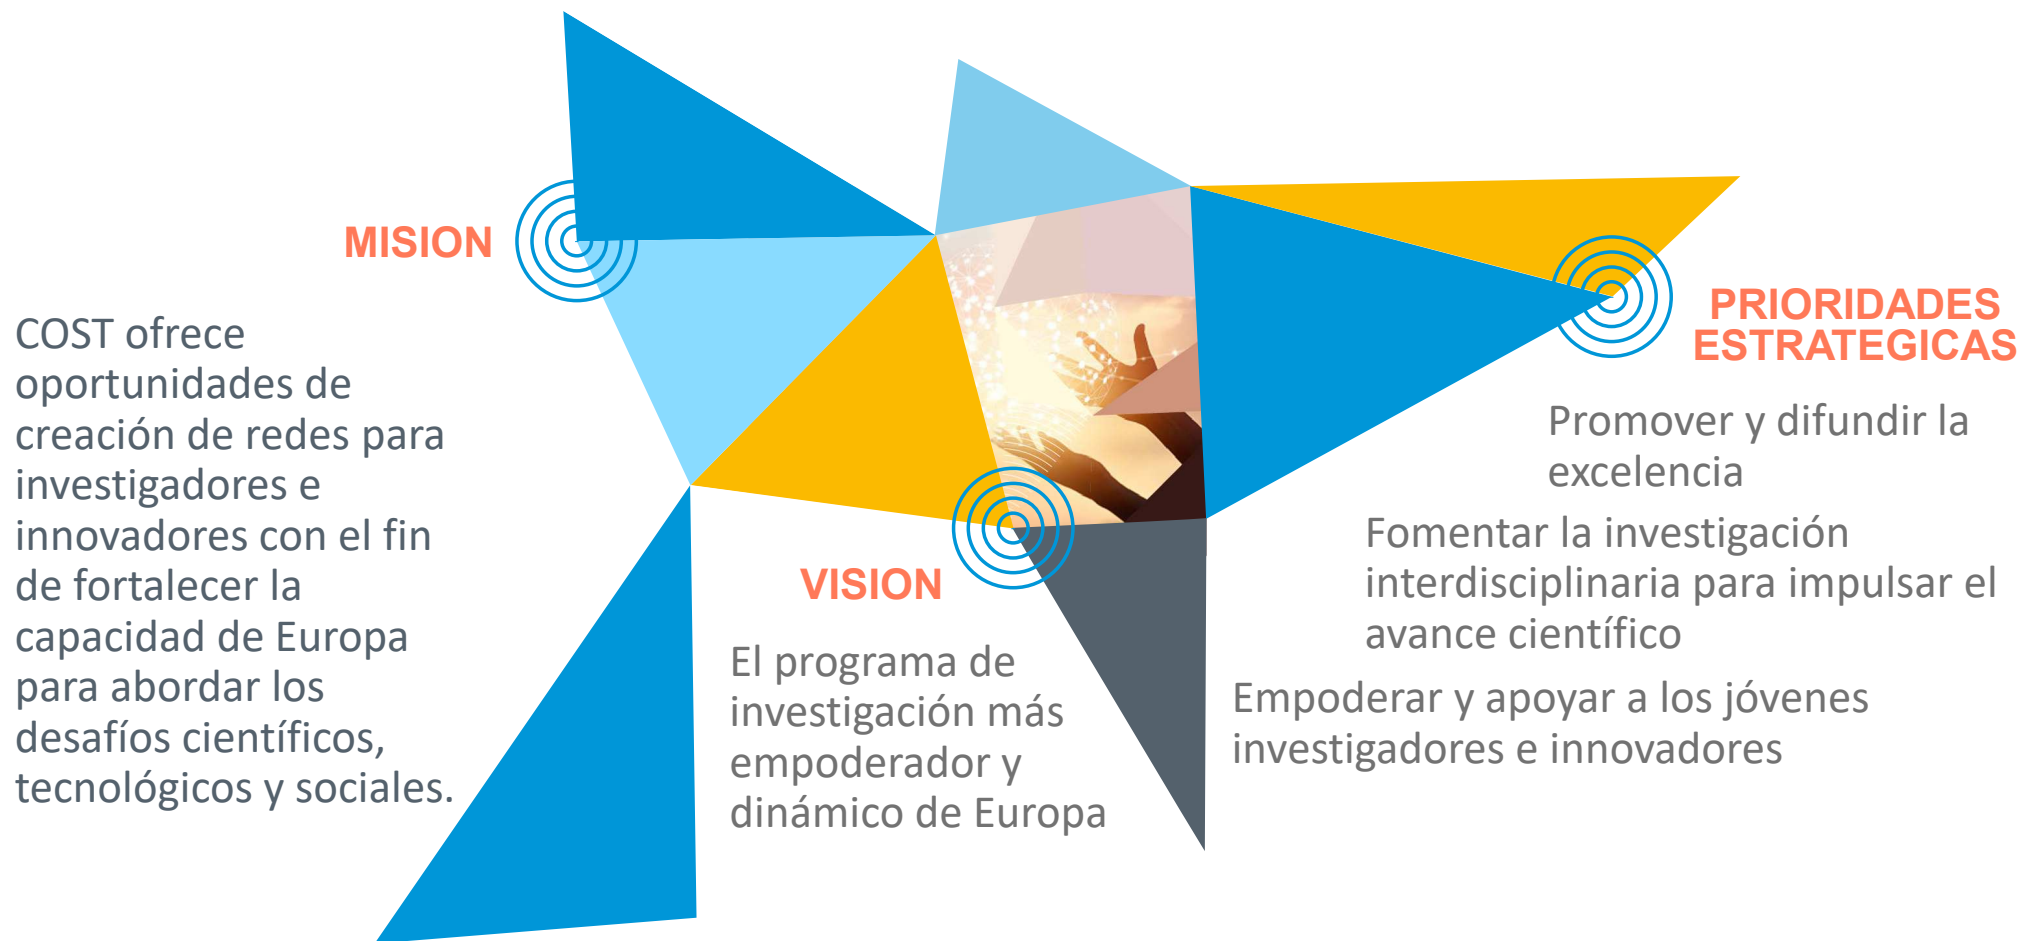 MISION
COST ofrece
oportunidades de
creación de redes para
investigadores e
innovadores con el fin
de fortalecer la
capacidad de Europa
para abordar los
desafíos científicos,
tecnológicos y sociales.
VISION
El programa de
investigación más
empoderador y
dinámico de Europa
PRIORIDADES
ESTRATEGICAS
Promover y difundir la
excelencia
Fomentar la investigación
interdisciplinaria para impulsar el
avance científico
Empoderar y apoyar a los jóvenes
investigadores e innovadores